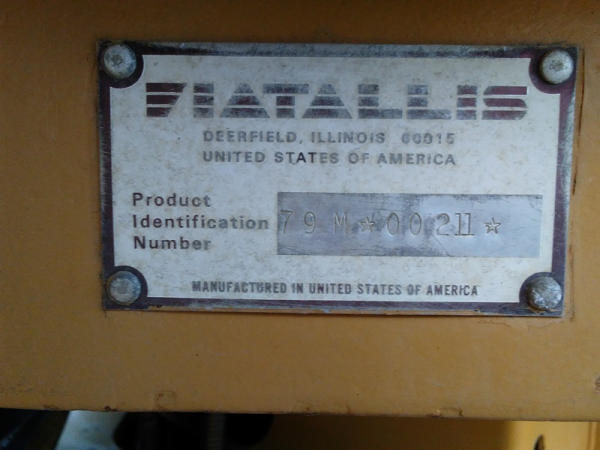 FIATALLIS
DEERFIELD, ILLINOIS 60015
UNITED STATES OF AMERICA
Product
Identification
Number
79M☆00211☆
MANUFACTURED IN UNITED STATES OF AMERICA